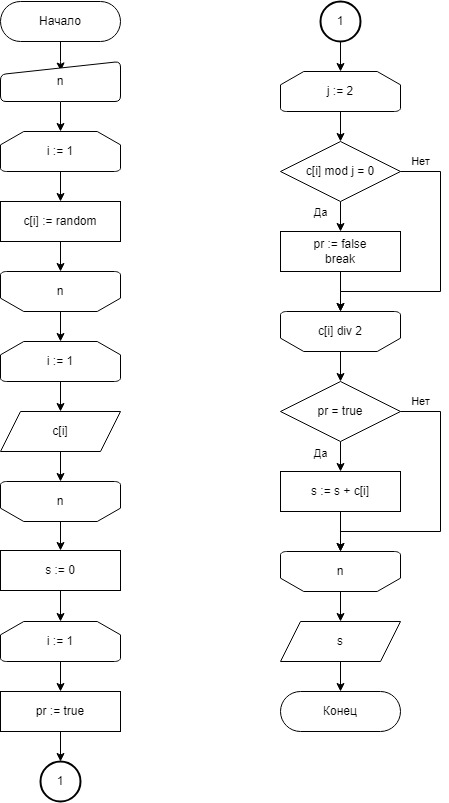 Начало
n
i := 1
c[i] := random
n
i := 1
c[i]
n
s := 0
i := 1
pr := true
1
1
j := 2
c[i] mod j = 0
Нет
Да
pr := false
break
c[i] div 2
pr = true
Нет
Да
s := s + c[i]
n
s
Конец